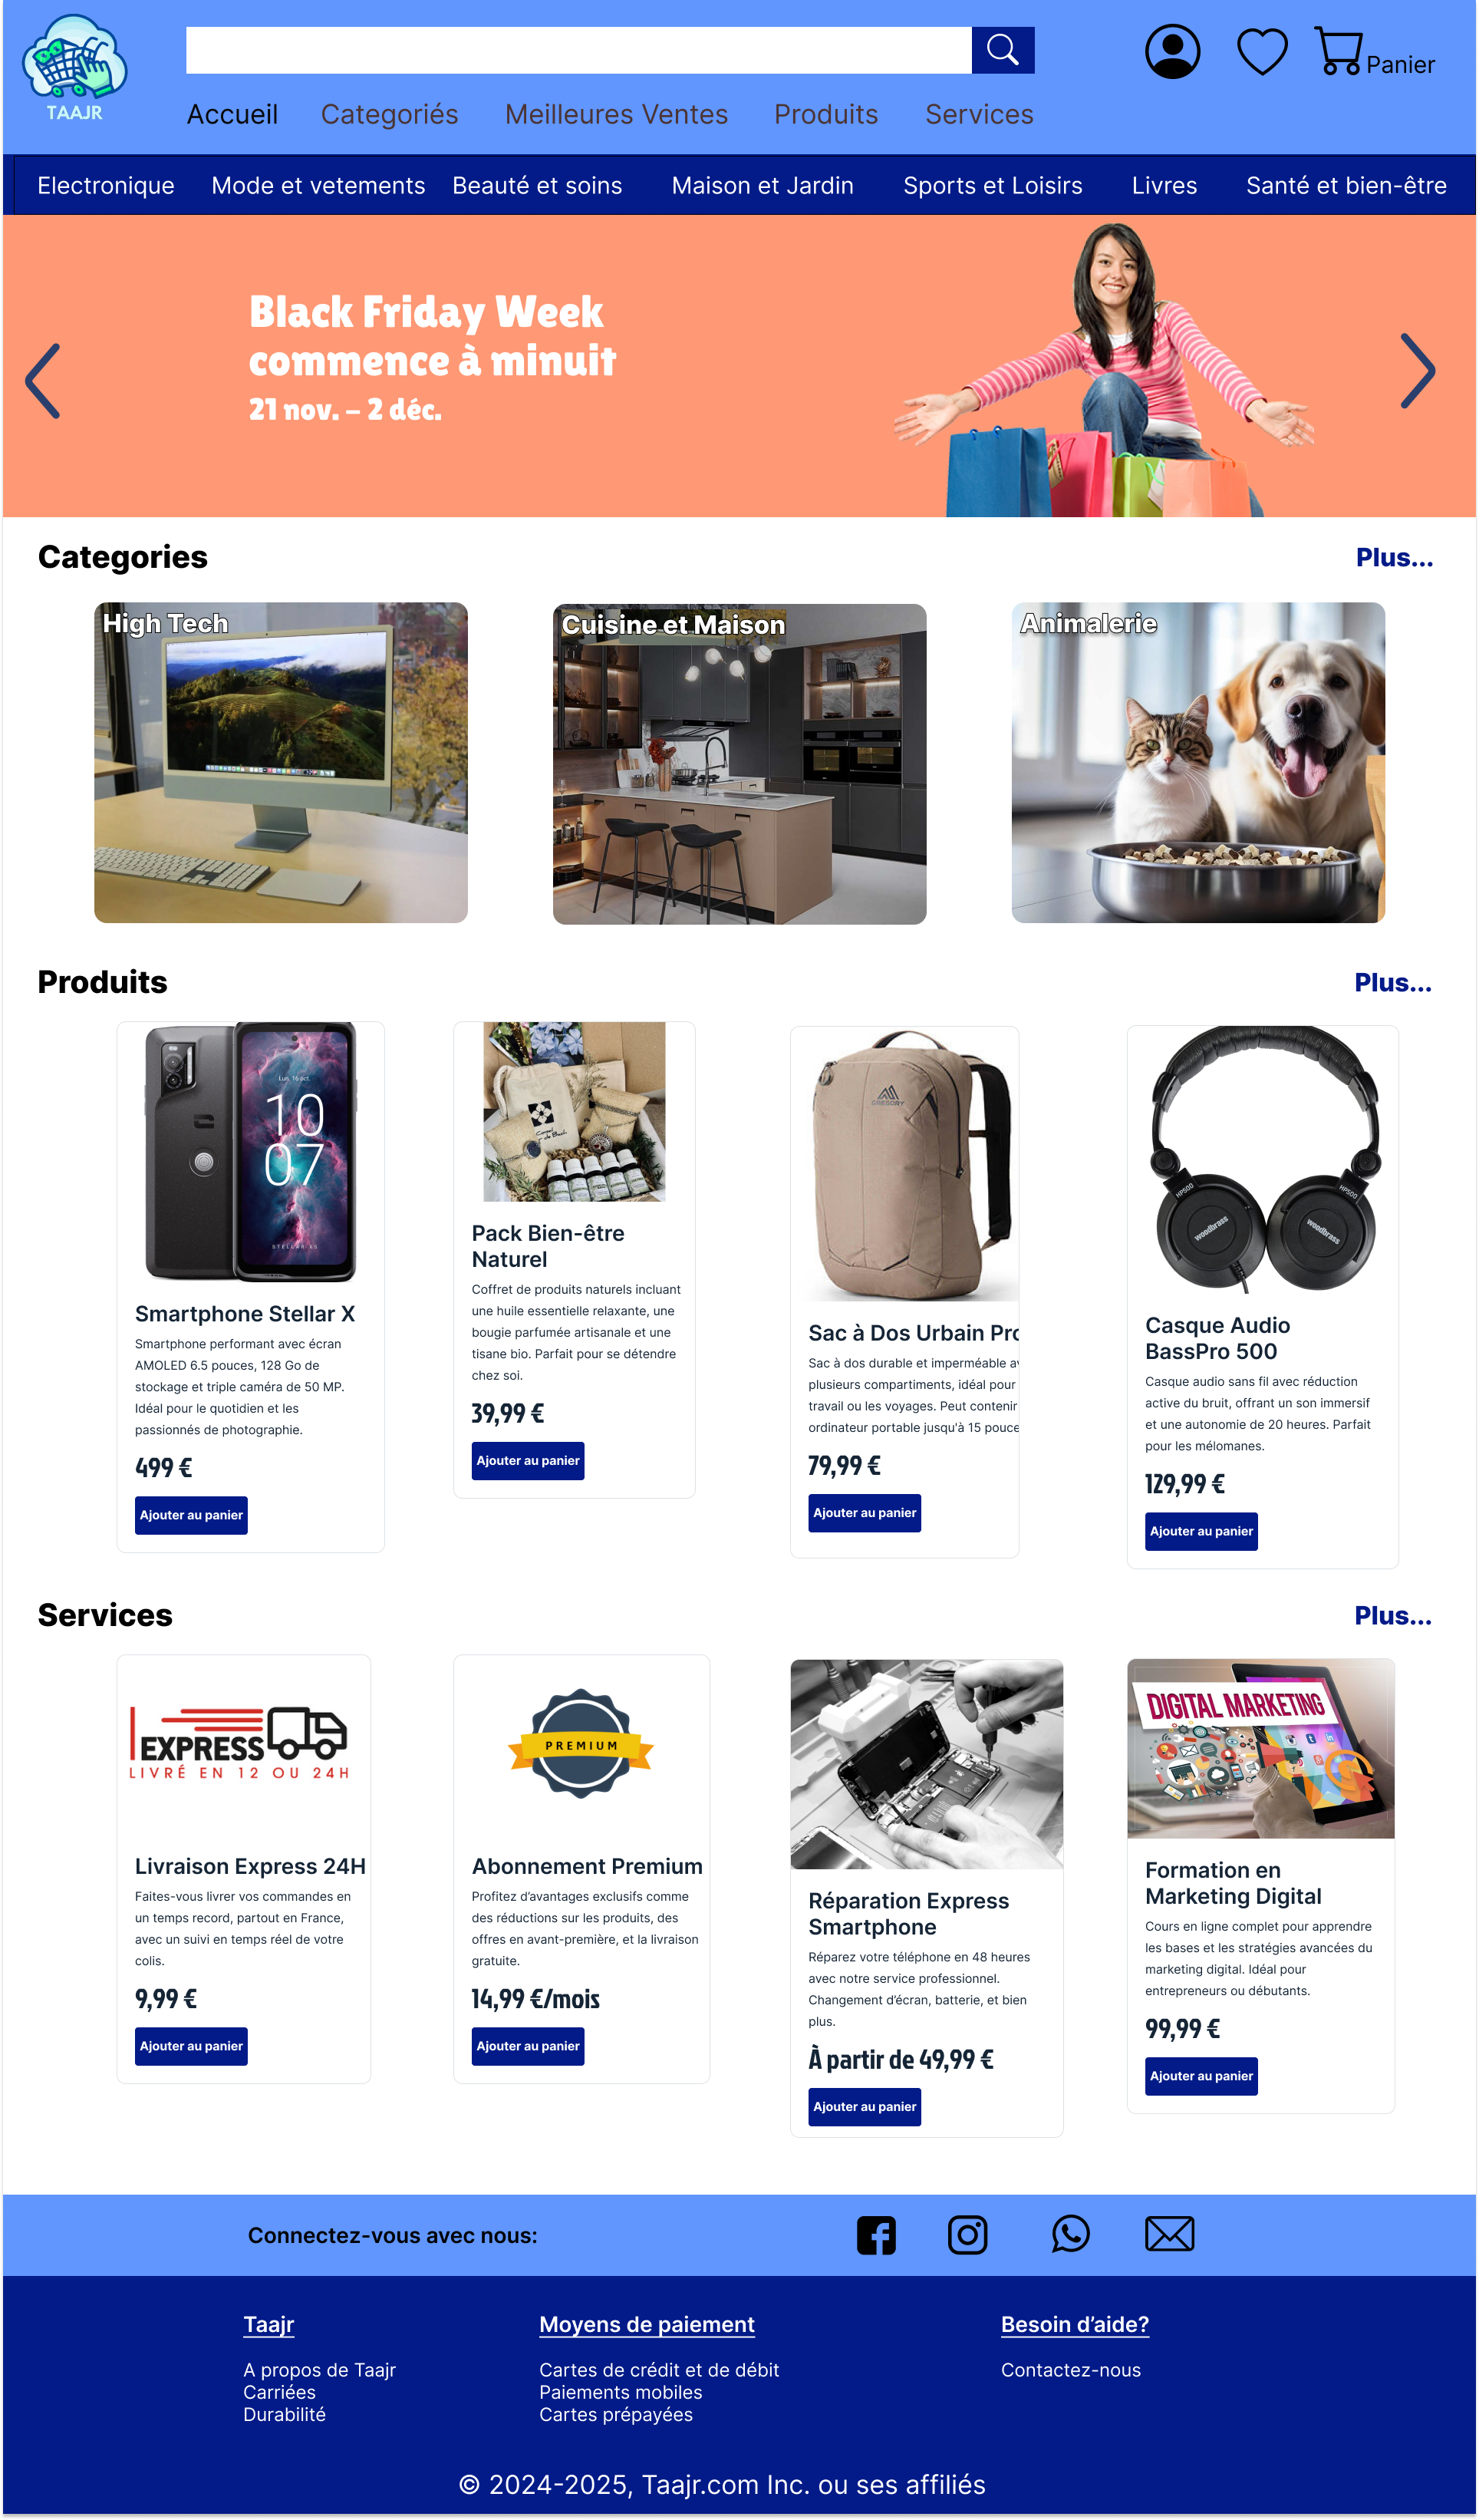 TAAJR
Panier
Accueil Categoriés Meilleures Ventes Produits Services
Electronique Mode et vetements Beauté et soins Maison et Jardin Sports et Loisirs Livres Santé et bien-être
Black Friday Week
commence à minuit
21 nov. – 2 déc.
Categories Plus...
High Tech
Cuisine et Maison
Animalerie
Produits Plus...
Lun. 16 oct.
10
07
STELLAR X5
Smartphone Stellar X
Smartphone performant avec écran
AMOLED 6.5 pouces, 128 Go de
stockage et triple caméra de 50 MP.
Idéal pour le quotidien et les
passionnés de photographie.
499 €
Ajouter au panier
Pack Bien-être
Naturel
Coffret de produits naturels incluant
une huile essentielle relaxante, une
bougie parfumée artisanale et une
tisane bio. Parfait pour se détendre
chez soi.
39,99 €
Ajouter au panier
GREGORY
Sac à Dos Urbain Pro
Sac à dos durable et imperméable av
plusieurs compartiments, idéal pour
travail ou les voyages. Peut contenir
ordinateur portable jusqu'à 15 pouce
79,99 €
Ajouter au panier
HP500
HP500
woodbrass
woodbrass
Casque Audio
BassPro 500
Casque audio sans fil avec réduction
active du bruit, offrant un son immersif
et une autonomie de 20 heures. Parfait
pour les mélomanes.
129,99 €
Ajouter au panier
Services Plus...
EXPRESS
LIVRÉ EN 12 OU 24H
Livraison Express 24H
Faites-vous livrer vos commandes en
un temps record, partout en France,
avec un suivi en temps réel de votre
colis.
9,99 €
Ajouter au panier
PREMIUM
Abonnement Premium
Profitez d’avantages exclusifs comme
des réductions sur les produits, des
offres en avant-première, et la livraison
gratuite.
14,99 €/mois
Ajouter au panier
Réparation Express
Smartphone
Réparez votre téléphone en 48 heures
avec notre service professionnel.
Changement d’écran, batterie, et bien
plus.
À partir de 49,99 €
Ajouter au panier
DIGITAL MARKETING
Formation en
Marketing Digital
Cours en ligne complet pour apprendre
les bases et les stratégies avancées du
marketing digital. Idéal pour
entrepreneurs ou débutants.
99,99 €
Ajouter au panier
Connectez-vous avec nous:
Taajr
A propos de Taajr
Carriées
Durabilité
Moyens de paiement
Cartes de crédit et de débit
Paiements mobiles
Cartes prépayées
Besoin d’aide?
Contactez-nous
© 2024-2025, Taajr.com Inc. ou ses affiliés